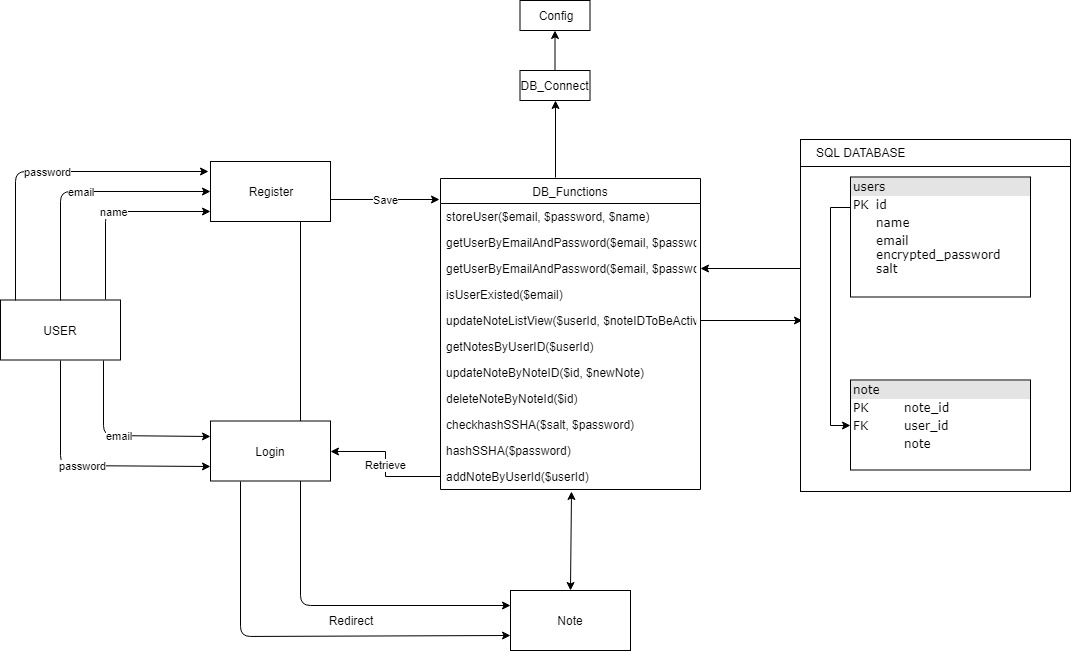 Config
DB_Connect
SQL DATABASE
users
PK id
name
email
encrypted_password
salt
password
email
name
Register
Save
DB_Functions
storeUser($email, $password, $name)
getUserByEmailAndPassword($email, $passwo
getUserByEmailAndPassword($email, $passwo
isUserExisted($email)
updateNoteListView($userId, $noteIDToBeActiv
getNotesByUserID($userId)
updateNoteByNoteID($id, $newNote)
deleteNoteByNoteId($id)
checkhashSSHA($salt, $password)
hashSSHA($password)
addNoteByUserId($userId)
USER
note
PK note_id
FK user_id
note
email
password
Login
Retrieve
Redirect
Note